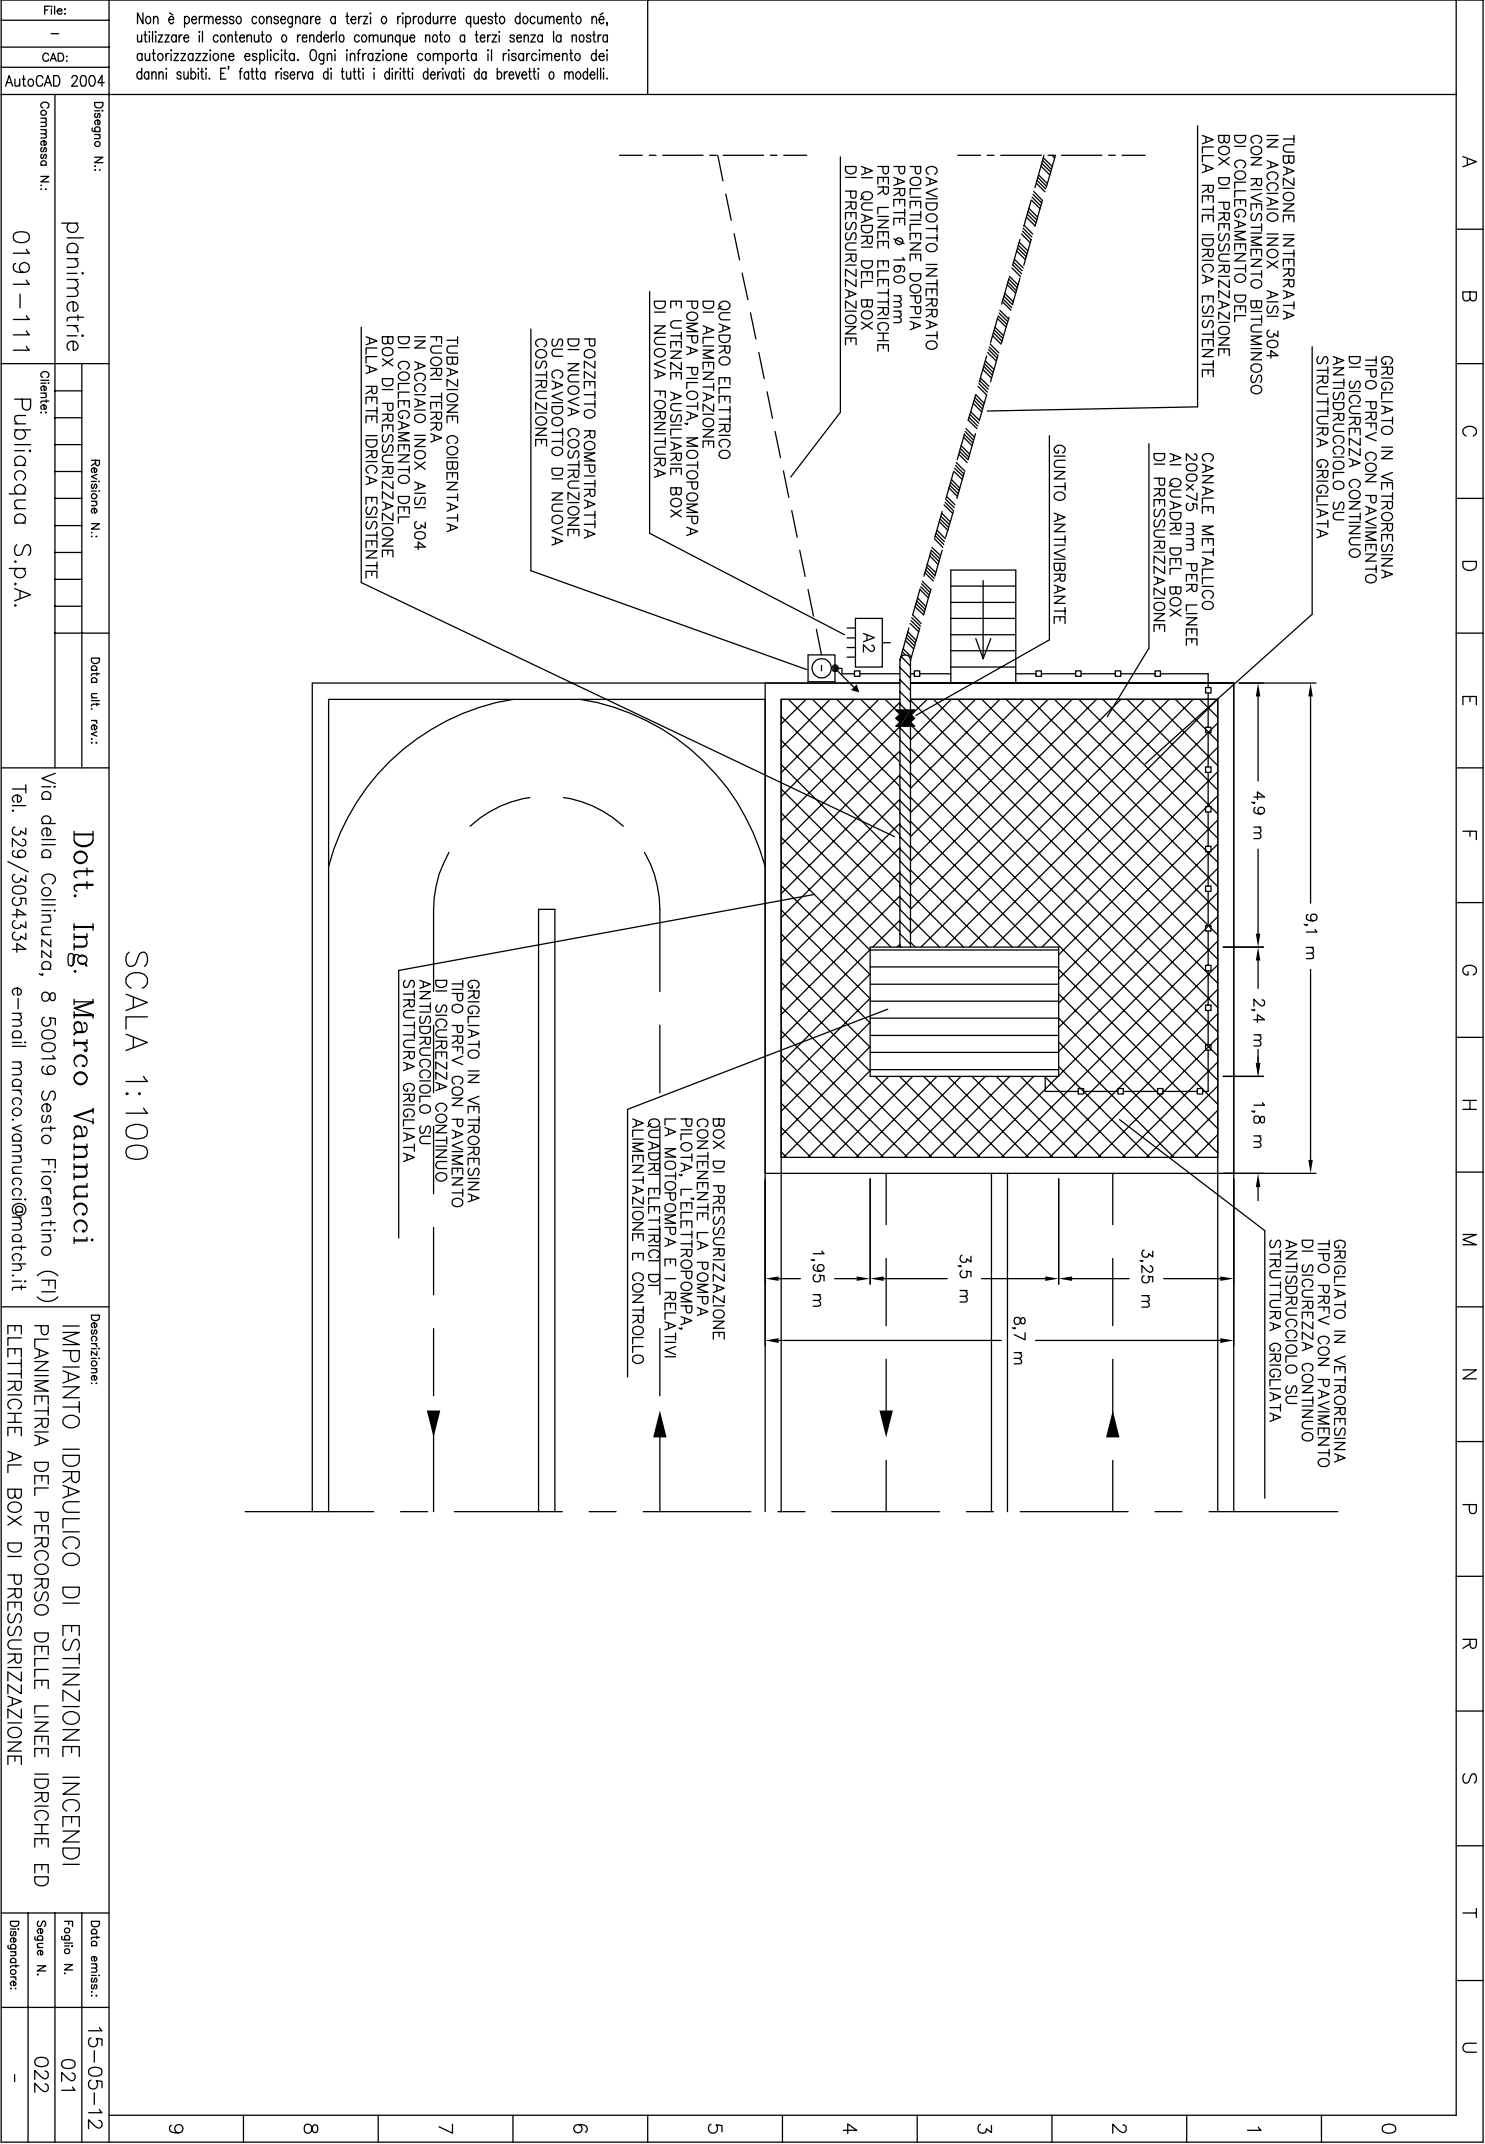 File:
-
CAD:
AutoCAD 2004
Non è permesso consegnare a terzi o riprodurre questo documento né,
utilizzare il contenuto o renderlo comunque noto a terzi senza la nostra
autorizzazzione esplicita. Ogni infrazione comporta il risarcimento dei
danni subiti. E' fatta riserva di tutti i diritti derivati da brevetti o modelli.
A
B
C
D
E
F
G
H
M
N
P
R
S
T
U
0
1
2
3
4
5
6
7
8
9
GRIGLIATO IN VETRORESINA
TIPO PRFV CON PAVIMENTO
DI SICUREZZA CONTINUO
ANTISDRUCCIOLO SU
STRUTTURA GRIGLIATA
TUBAZIONE INTERRATA
IN ACCIAIO INOX AISI 304
CON RIVESTIMENTO BITUMINOSO
DI COLLEGAMENTO DEL
BOX DI PRESSURIZZAZIONE
ALLA RETE IDRICA ESISTENTE
CANALE METALLICO
200x75 mm PER LINEE
AI QUADRI DEL BOX
DI PRESSURIZZAZIONE
GIUNTO ANTIVIBRANTE
CAVIDOTTO INTERRATO
POLIETILENE DOPPIA
PARETE ø 160 mm
PER LINEE ELETTRICHE
AI QUADRI DEL BOX
DI PRESSURIZZAZIONE
QUADRO ELETTRICO
DI ALIMENTAZIONE
POMPA PILOTA, MOTOPOMPA
E UTENZE AUSILIARIE BOX
DI NUOVA FORNITURA
POZZETTO ROMPITRATTA
DI NUOVA COSTRUZIONE
SU CAVIDOTTO DI NUOVA
COSTRUZIONE
TUBAZIONE COIBENTATA
FUORI TERRA
IN ACCIAIO INOX AISI 304
DI COLLEGAMENTO DEL
BOX DI PRESSURIZZAZIONE
ALLA RETE IDRICA ESISTENTE
A2
9,1 m
4,9 m
2,4 m
1,8 m
3,25 m
3,5 m
1,95 m
8,7 m
GRIGLIATO IN VETRORESINA
TIPO PRFV CON PAVIMENTO
DI SICUREZZA CONTINUO
ANTISDRUCCIOLO SU
STRUTTURA GRIGLIATA
BOX DI PRESSURIZZAZIONE
CONTENENTE LA POMPA
PILOTA, L'ELETTROPOMPA,
LA MOTOPOMPA E I RELATIVI
QUADRI ELETTRICI DI
ALIMENTAZIONE E CONTROLLO
GRIGLIATO IN VETRORESINA
TIPO PRFV CON PAVIMENTO
DI SICUREZZA CONTINUO
ANTISDRUCCIOLO SU
STRUTTURA GRIGLIATA
SCALA 1:100
Disegno N.:
planimetrie
Commessa N.:
0191-111
Revisione N.:
Data ult. rev.:
Cliente:
Publiacqua S.p.A.
Dott. Ing. Marco Vannucci
Via della Collinuzza, 8 50019 Sesto Fiorentino (FI)
Tel. 329/3054334 e-mail marco.vannucci@match.it
Descrizione:
IMPIANTO IDRAULICO DI ESTINZIONE INCENDI
PLANIMETRIA DEL PERCORSO DELLE LINEE IDRICHE ED
ELETTRICHE AL BOX DI PRESSURIZZAZIONE
Data emiss.:
15-05-12
Foglio N.
021
Segue N.
022
Disegnatore:
-